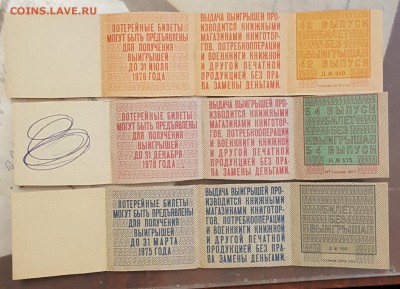 COINS.LAVE.RU
ЛОТЕРЕЙНЫЕ БИЛЕТЫ
МОГУТ БЫТЬ ПРЕДЪЯВЛЕНЫ
ДЛЯ ПОЛУЧЕНИЯ
ВЫИГРЫШЕЙ
ДО 31 ИЮЛЯ
1976 ГОДА
ВЫДАЧА ВЫИГРЫШЕЙ ПРО-
ИЗВОДИТСЯ КНИЖНЫМИ
МАГАЗИНАМИ КНИГОТОР-
ГОВ, ПОТРЕБКООПЕРАЦИИ
И ВОЕНКНИГИ КНИЖНОЙ
И ДРУГОЙ ПЕЧАТНОЙ
ПРОДУКЦИЕЙ БЕЗ ПРА-
ВА ЗАМЕНЫ ДЕНЬГАМИ.
42 ВЫПУСК
ЛОТЕРЕЙНЫЕ БИЛЕТЫ
МОГУТ БЫТЬ ПРЕДЪЯВЛЕНЫ
ДЛЯ ПОЛУЧЕНИЯ
ВЫИГРЫШЕЙ
ДО 31 ДЕКАБРЯ
1978 ГОДА
ВЫДАЧА ВЫИГРЫШЕЙ ПРО-
ИЗВОДИТСЯ КНИЖНЫМИ
МАГАЗИНАМИ КНИГОТОР-
ГОВ, ПОТРЕБКООПЕРАЦИИ
И ВОЕНКНИГИ КНИЖНОЙ
И ДРУГОЙ ПЕЧАТНОЙ
ПРОДУКЦИЕЙ БЕЗ ПРА-
ВА ЗАМЕНЫ ДЕНЬГАМИ.
54 ВЫПУСК
ЛОТЕРЕЙНЫЕ БИЛЕТЫ
МОГУТ БЫТЬ ПРЕДЪЯВЛЕНЫ
ДЛЯ ПОЛУЧЕНИЯ
ВЫИГРЫШЕЙ
ДО 31 МАРТА
1975 ГОДА
ВЫДАЧА ВЫИГРЫШЕЙ ПРО-
ИЗВОДИТСЯ КНИЖНЫМИ
МАГАЗИНАМИ КНИГОТОР-
ГОВ, ПОТРЕБКООПЕРАЦИИ
И ВОЕНКНИГИ КНИЖНОЙ
И ДРУГОЙ ПЕЧАТНОЙ
ПРОДУКЦИЕЙ БЕЗ ПРА-
ВА ЗАМЕНЫ ДЕНЬГАМИ.